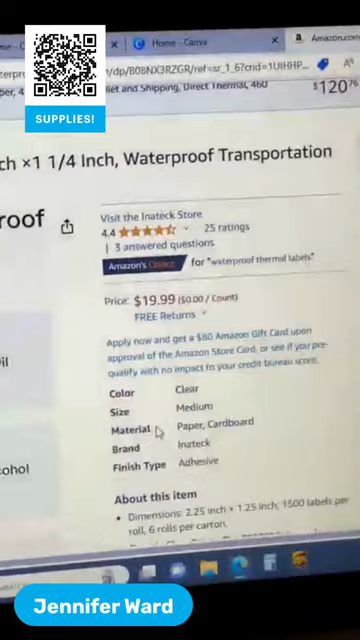 Home - Canva
Amazon.com
/dp/B08NX3RZGR/ref=sr_1_6?crid=1UIHHP...
let and Shipping, Direct Thermal, 460
$120.76
SUPPLIES!
ch ×1 1/4 Inch, Waterproof Transportation
roof
Visit the Inateck Store
4.4 25 ratings
| 3 answered questions
Amazon's Choice for "waterproof thermal labels"
Price: $19.99 ($0.00 / Count)
FREE Returns
Apply now and get a $80 Amazon Gift Card upon
approval of the Amazon Store Card, or see if you pre-
qualify with no impact to your credit bureau score.
Color Clear
Size Medium
Material Paper, Cardboard
Brand Inateck
Finish Type Adhesive
il
cohol
About this item
• Dimensions: 2.25 inch × 1.25 inch; 1500 labels per
roll, 6 rolls per carton.
Jennifer Ward